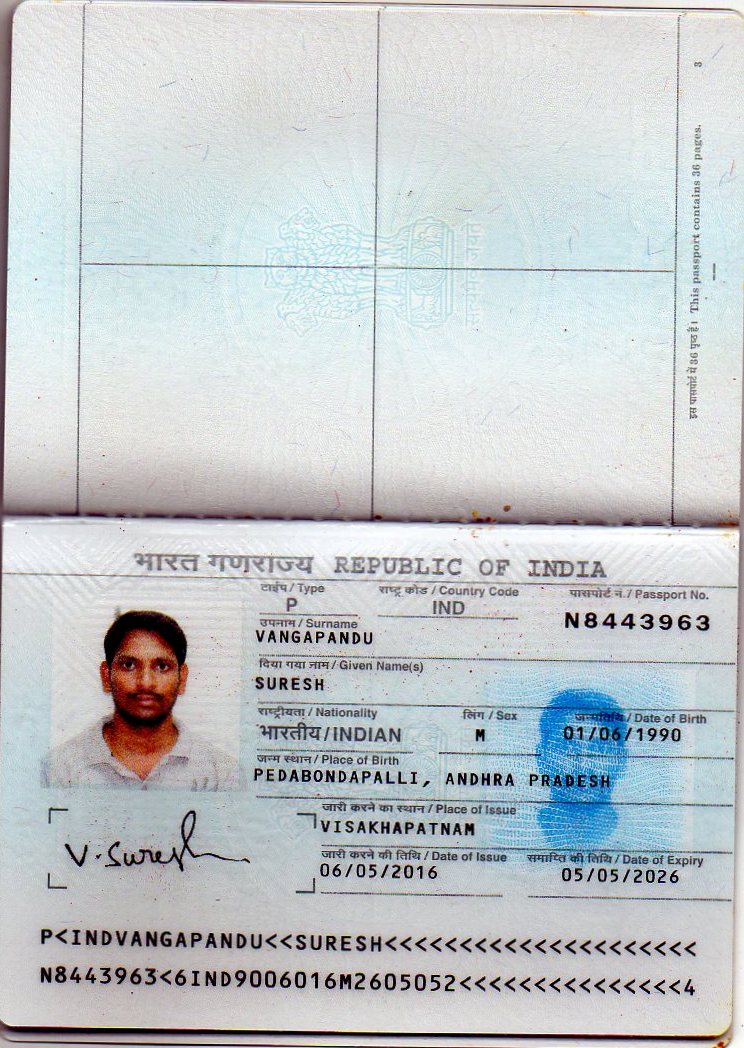 3
इस पासपोर्ट में 36 पृष्ठ हैं। This passport contains 36 pages.
भारत गणराज्य REPUBLIC OF INDIA
टाईप / Type
राष्ट्र कोड / Country Code
पासपोर्ट नं. / Passport No.
P
IND
N8443963
उपनाम / Surname
VANGAPANDU
दिया गया नाम / Given Name(s)
SURESH
राष्ट्रीयता / Nationality
लिंग / Sex
जन्मतिथि / Date of Birth
भारतीय/INDIAN
M
01/06/1990
जन्म स्थान / Place of Birth
PEDABONDAPALLI, ANDHRA PRADESH
जारी करने का स्थान / Place of Issue
VISAKHAPATNAM
जारी करने की तिथि / Date of Issue
समाप्ति की तिथि / Date of Expiry
06/05/2016
05/05/2026
V. Suresh
P<INDVANGAPANDU<<SURESH<<<<<<<<<<<<<<<<<<<<<
N8443963<6IND9006016M2605052<<<<<<<<<<<<<<<4